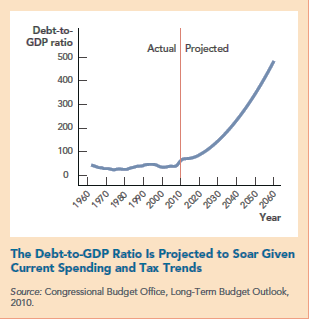 Debt-to-
GDP ratio
Actual
Projected
500
400
300
200
100
0
1960
1970
1980
1990
2000
2010
2020
2030
2040
2050
2060
Year
The Debt-to-GDP Ratio Is Projected to Soar Given
Current Spending and Tax Trends
Source: Congressional Budget Office, Long-Term Budget Outlook,
2010.